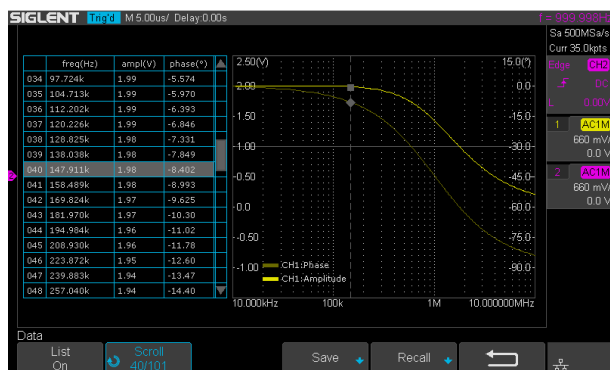 SIGLENT Trig'd M 5.00us/ Delay:0.00s f = 999.998Hz
Sa 500MSa/s
Curr 35.0kpts
Edge CH2
DC
L 0.00V
1 AC1M
660 mV/
0.0 V
2 AC1M
660 mV/
0.0 V
freq(Hz) ampl(V) phase(°)
034 97.724k 1.99 -5.574
035 104.713k 1.99 -5.970
036 112.202k 1.99 -6.393
037 120.226k 1.99 -6.846
038 128.825k 1.98 -7.331
039 138.038k 1.98 -7.849
040 147.911k 1.98 -8.402
041 158.489k 1.98 -8.993
042 169.824k 1.97 -9.625
043 181.970k 1.97 -10.30
044 194.984k 1.96 -11.02
045 208.930k 1.96 -11.78
046 223.872k 1.95 -12.60
047 239.883k 1.94 -13.47
048 257.040k 1.94 -14.40
2.50(V) 15.0(°)
2.00 0.0
1.50 -15.0
1.00 -30.0
0.50 -45.0
0.0 -60.0
-0.50 -75.0
-1.00 -90.0
CH1:Phase
CH1:Amplitude
10.000kHz 100k 1M 10.000000MHz
Data
List
On
Scroll
40/101
Save
Recall